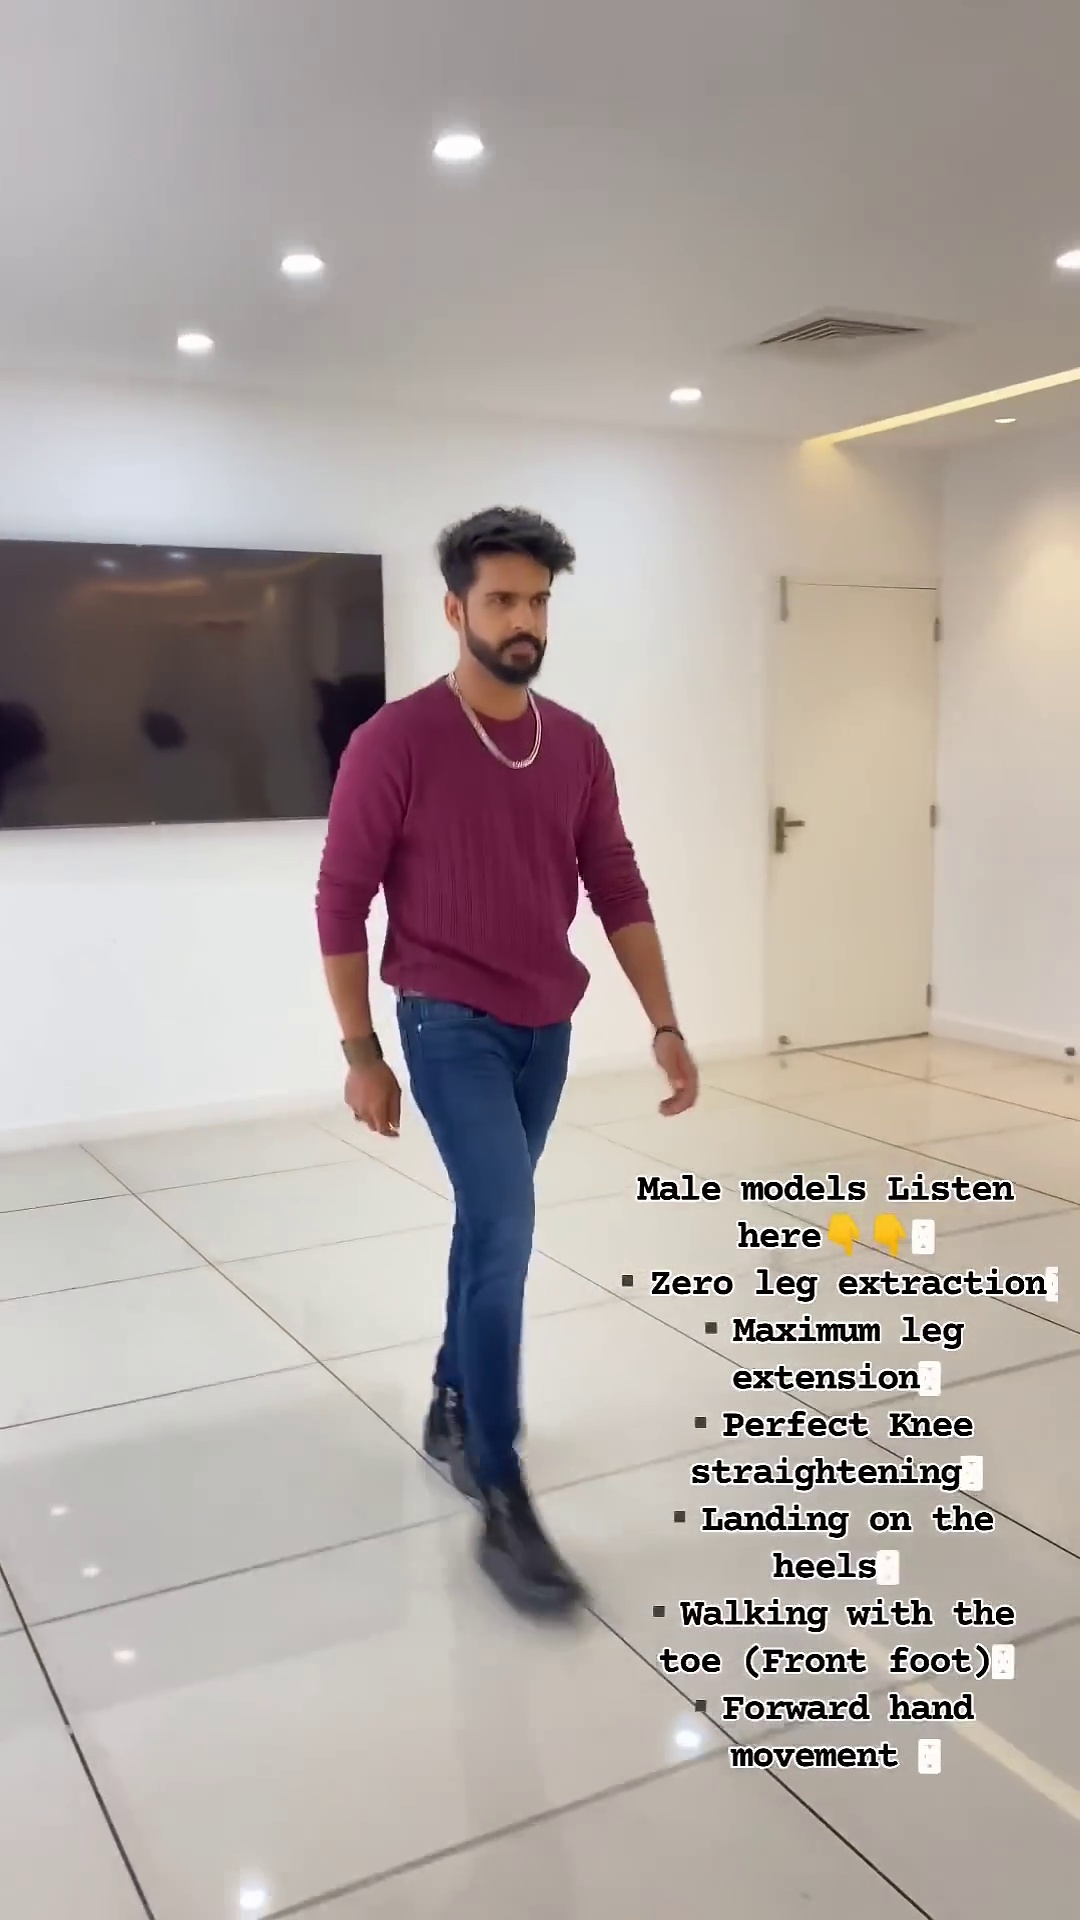 Male models Listen
here👇👇
▪ Zero leg extraction
▪ Maximum leg
extension
▪ Perfect Knee
straightening
▪ Landing on the
heels
▪ Walking with the
toe (Front foot)
▪ Forward hand
movement